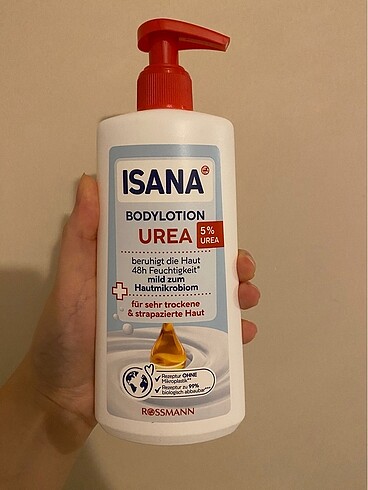 ISANA
BODYLOTION
UREA
5%
UREA
beruhigt die Haut
48h Feuchtigkeit*
mild zum
Hautmikrobiom
für sehr trockene
& strapazierte Haut
Rezeptur OHNE
Mikroplastik**
Rezeptur zu 99%
biologisch abbaubar***
ROSSMANN